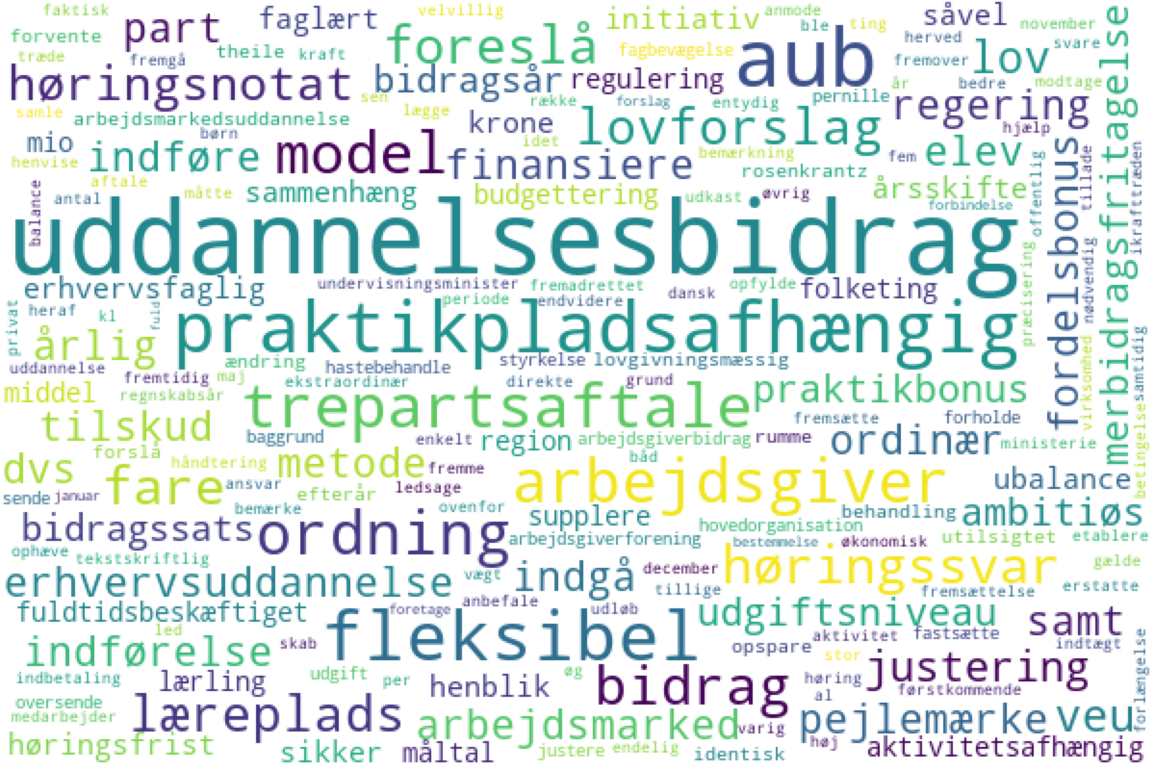 faktisk part faglært velvillig initiativ anmode ble ting såvel november
forvente theile kraft foreslå fagbevægelse aub herved fremover lov svare
træde fremgå
høringsnotat bidragsår regulering år bedre modtage
samle arbejdsmarkedsuddannelse sen lægge række forslag entydig pernille regering
mio børn krone idet lovforslag hjælp
henvise indføre model finansiere bemærkning fem elev
aftale rosenkrantz
balance antal måtte sammenhæng budgettering udkast øvrig årsskifte
forbindelse
uddannelsesbidrag
offentlig fordelsbonus tillade merbidragsfritagelse ikrafttræden
erhvervsfaglig undervisningsminister fremadrettet opfylde folketing
periode endvidere dansk
privat heraf kl fuld praktikpladsafhængig præcisering nødvendig
årlig
uddannelse ændring hastebehandle styrkelse lovgivningsmæssig
middel fremtidig maj ekstraordinær direkte grund praktikbonus
regnskabsår trepartsaftale virksomhed samtidig
tilskud fremsætte forholde
baggrund enkelt region arbejdsgiverbidrag rumme ordinær ministerie
dvs forslå håndtering metode fremme båd betingelse
fare ansvar arbejdsgiver ubalance
sende januar efterår ledsage
bemærke ovenfor supplere behandling ambitiøs
bidragssats ordning hovedorganisation
arbejdsgiverforening bestemmelse økonomisk utilsigtet etablere
ophæve tekstskriftlig
erhvervsuddannelse vægt indgå december høringssvar gælde
tillige fremsættelse erstatte
fuldtidsbeskæftiget foretage anbefale udløb udgiftsniveau samt
led fleksibel aktivitet fastsætte indtægt
indførelse skab opspare stor
indbetaling lærling udgift per henblik øg bidrag høring justering forlængelse
oversende al førstkommende
medarbejder læreplads arbejdsmarked varig pejlemærke veu
høringsfrist sikker måltal justere endelig identisk høj aktivitetsafhængig